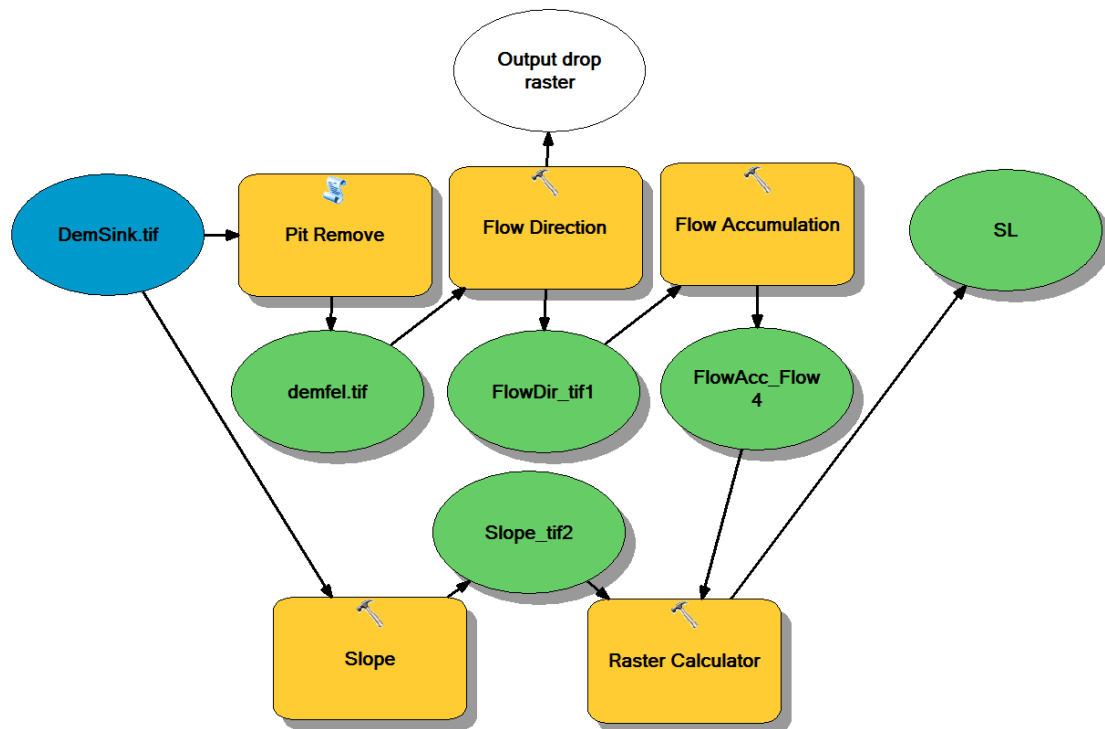 Output drop
raster
DemSink.tif
Pit Remove
Flow Direction
Flow Accumulation
SL
demfel.tif
FlowDir_tif1
FlowAcc_Flow
4
Slope_tif2
Slope
Raster Calculator